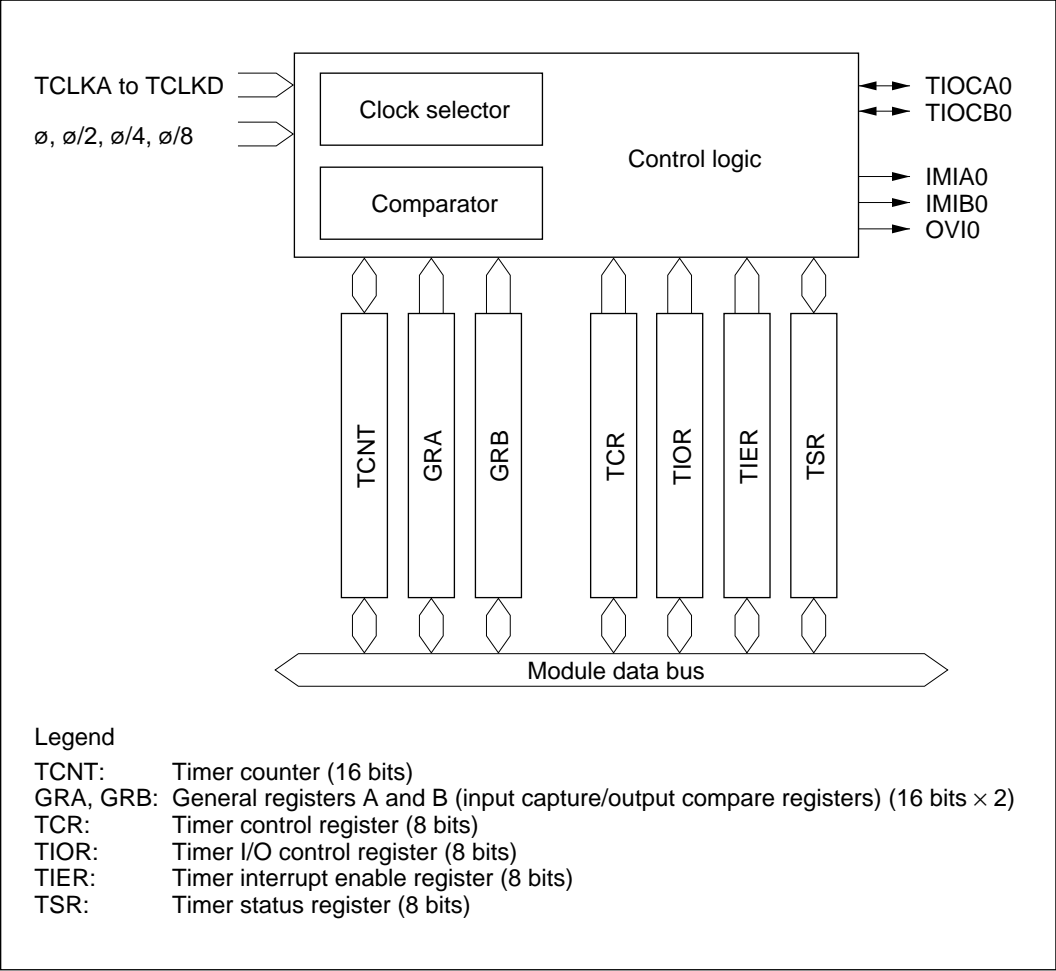 TCLKA to TCLKD
ø, ø/2, ø/4, ø/8
Clock selector
Comparator
Control logic
TIOCA0
TIOCB0
IMIA0
IMIB0
OVI0
TCNT
GRA
GRB
TCR
TIOR
TIER
TSR
Module data bus
Legend
TCNT: Timer counter (16 bits)
GRA, GRB: General registers A and B (input capture/output compare registers) (16 bits × 2)
TCR: Timer control register (8 bits)
TIOR: Timer I/O control register (8 bits)
TIER: Timer interrupt enable register (8 bits)
TSR: Timer status register (8 bits)